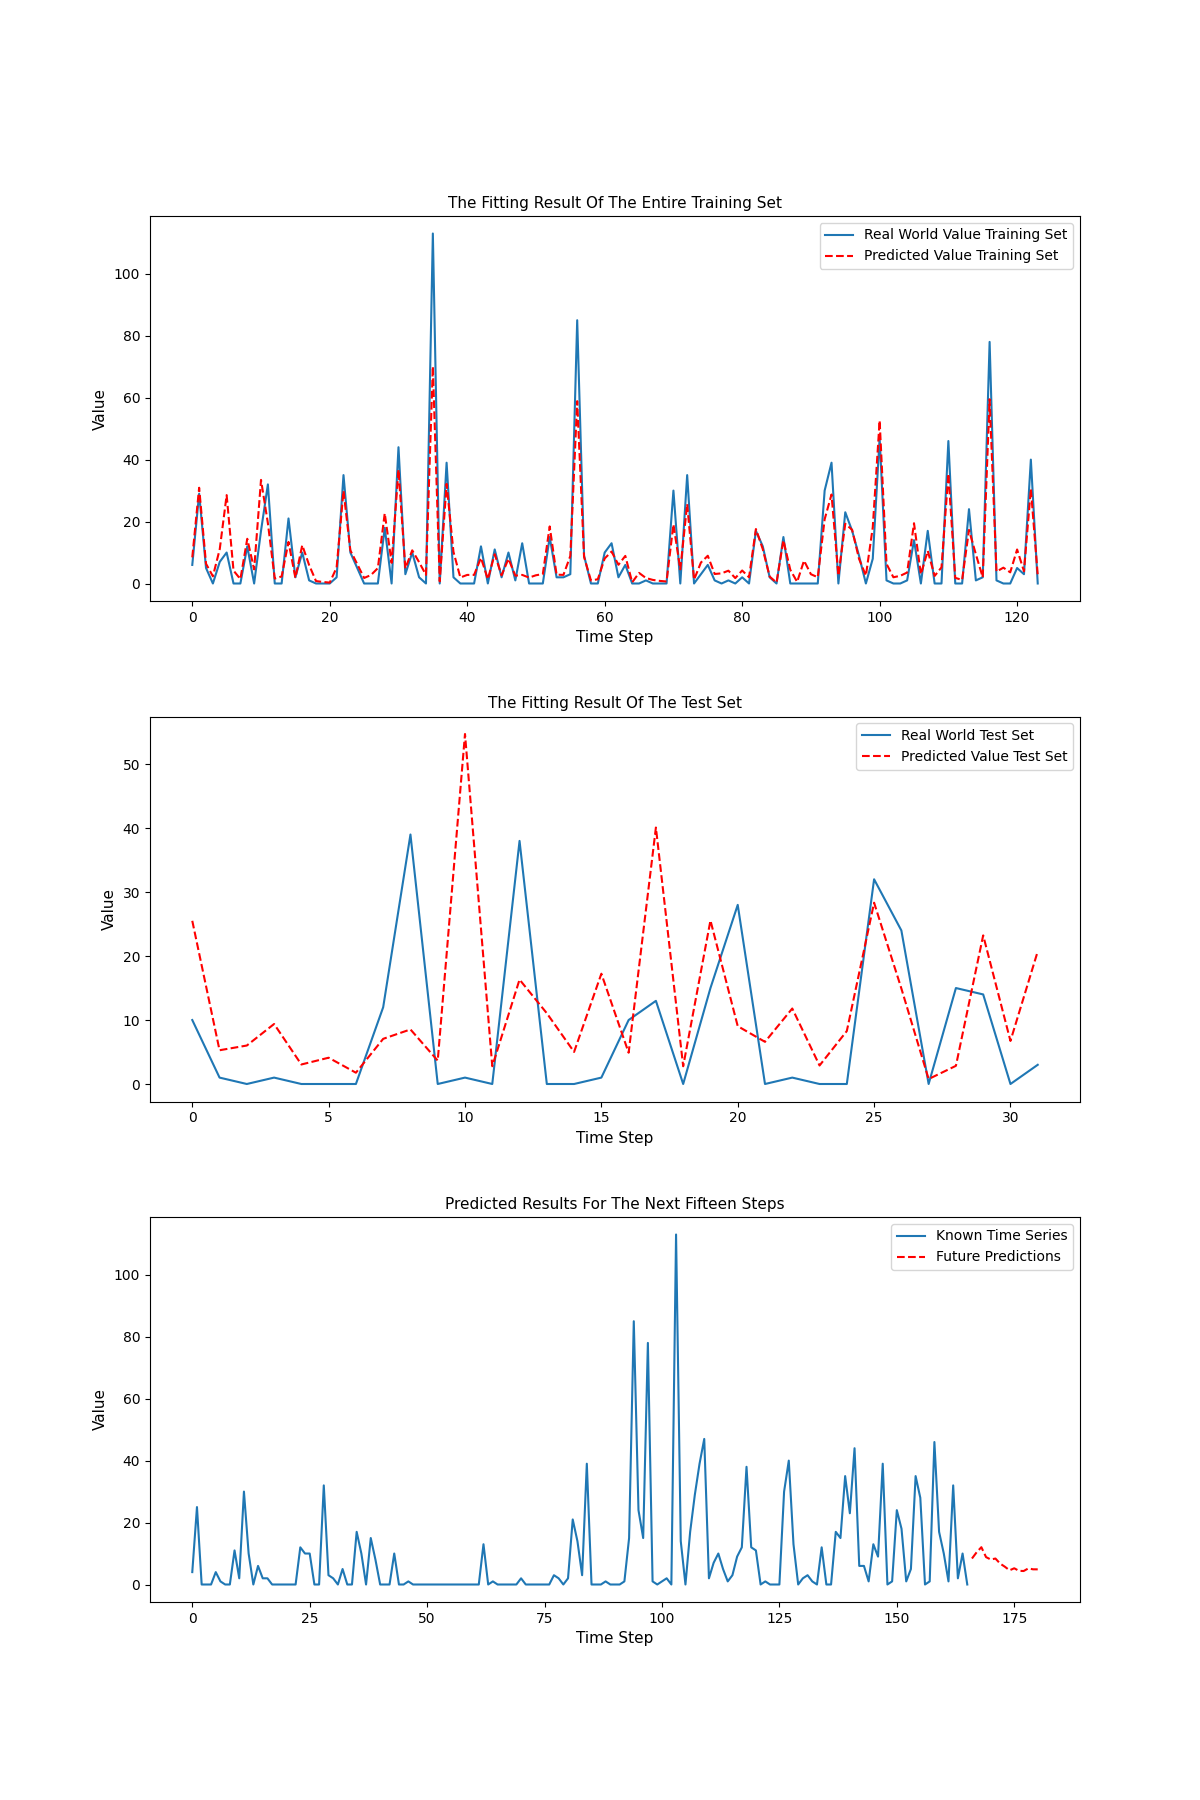 The Fitting Result Of The Entire Training Set
Real World Value Training Set
Predicted Value Training Set
Value
100
80
60
40
20
0
0 20 40 60 80 100 120
Time Step
The Fitting Result Of The Test Set
Real World Test Set
Predicted Value Test Set
Value
50
40
30
20
10
0
0 5 10 15 20 25 30
Time Step
Predicted Results For The Next Fifteen Steps
Known Time Series
Future Predictions
Value
100
80
60
40
20
0
0 25 50 75 100 125 150 175
Time Step